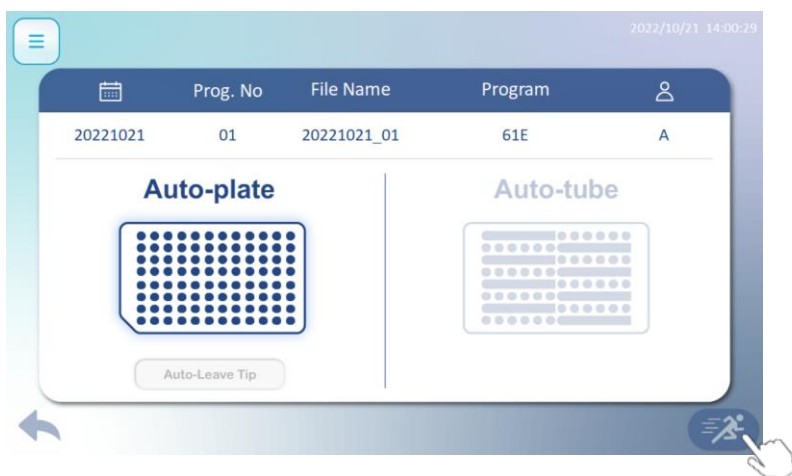 2022/10/21 14:00:29
Prog. No File Name Program
20221021 01 20221021_01 61E A
Auto-plate Auto-tube
Auto-Leave Tip